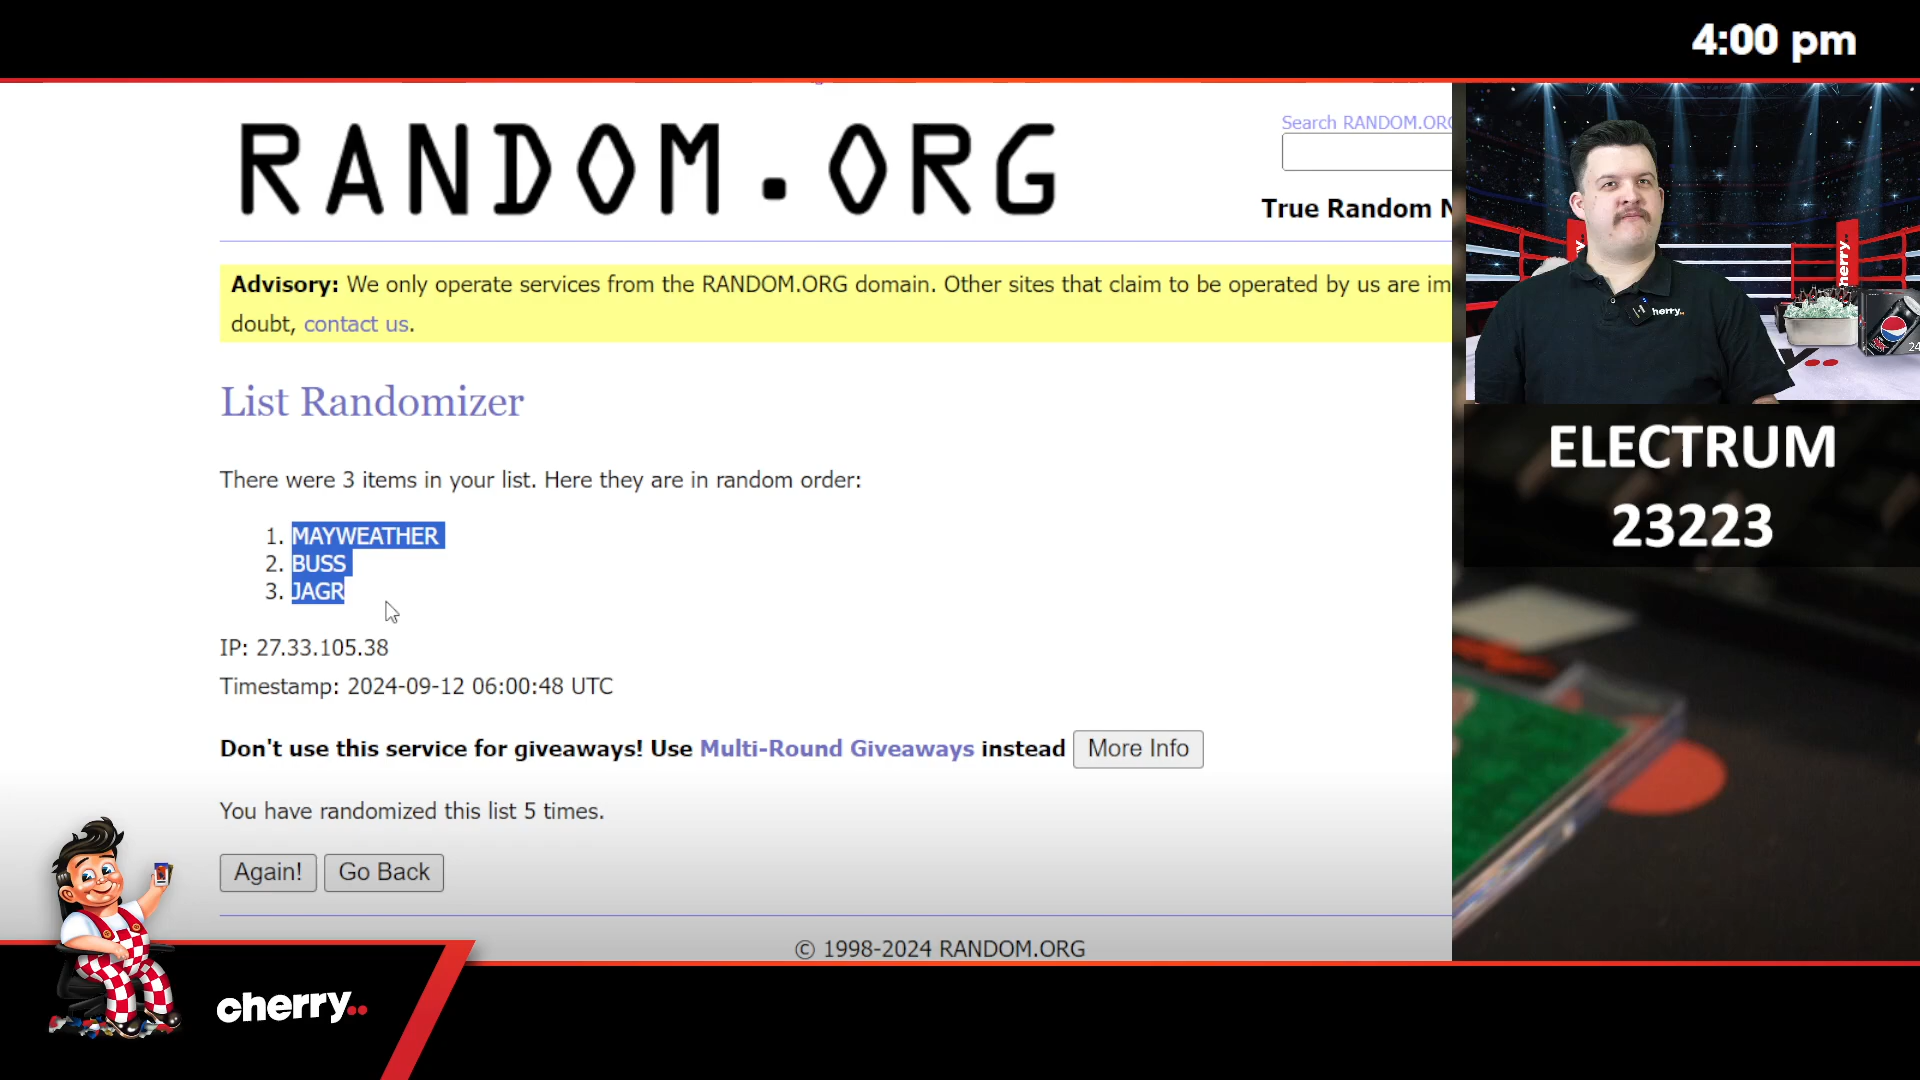 4:00 pm
RANDOM.ORG
Search RANDOM.ORG
True Random N
Advisory: We only operate services from the RANDOM.ORG domain. Other sites that claim to be operated by us are im
doubt, contact us.
List Randomizer
There were 3 items in your list. Here they are in random order:
1. MAYWEATHER
2. BUSS
3. JAGR
IP: 27.33.105.38
Timestamp: 2024-09-12 06:00:48 UTC
Don't use this service for giveaways! Use Multi-Round Giveaways instead More Info
You have randomized this list 5 times.
Again! Go Back
© 1998-2024 RANDOM.ORG
herry..
herry..
24
ELECTRUM
23223
cherry..